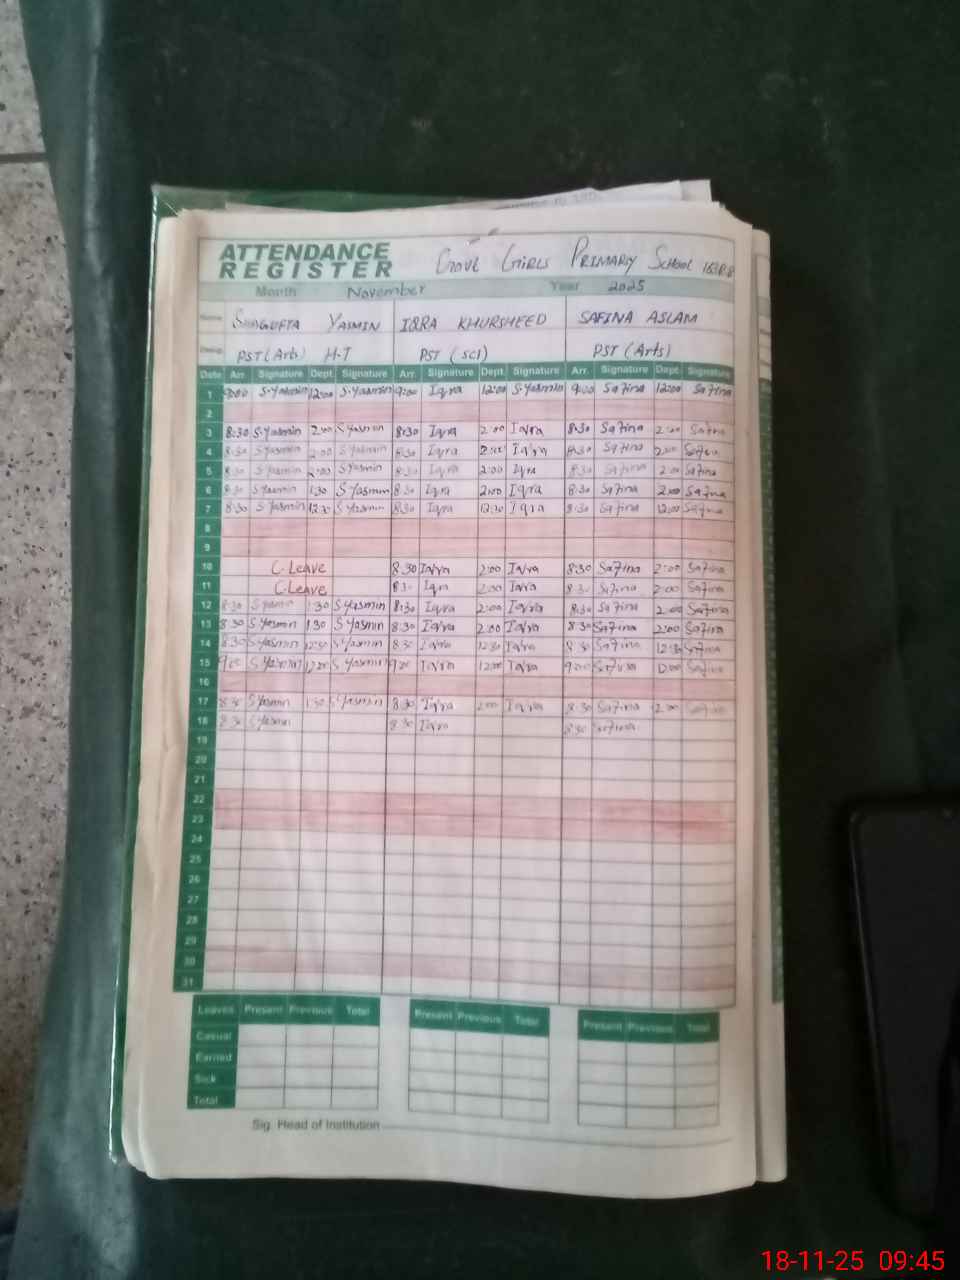 ATTENDANCE REGISTER Govt Girls Primary School
Month November Year 2025
Name SHAGUFTA YASMIN IQRA KHURSHEED SAFINA ASLAM
PST (Arts) H-T PST (sci) PST (Arts)
Date Arr. Signature Dept. Signature Arr. Signature Dept. Signature Arr. Signature Dept. Signature
1 9:00 S.Yasmin 12:00 S.Yasmin 9:00 Iqra 12:00 S.Yasmin 9:00 Safina 12:00 Safina
2
3 8:30 S.Yasmin 2:00 S.Yasmin 8:30 Iqra 2:00 Iqra 8:30 Safina 2:00 Safina
4 8:30 S.Yasmin 2:00 S.Yasmin 8:30 Iqra 2:00 Iqra 8:30 Safina 2:00 Safina
5 8:30 S.Yasmin 2:00 S.Yasmin 8:30 Iqra 2:00 Iqra 8:30 Safina 2:00 Safina
6 8:30 S.Yasmin 1:30 S.Yasmin 8:30 Iqra 2:00 Iqra 8:30 Safina 2:00 Safina
7 8:30 S.Yasmin 12:30 S.Yasmin 8:30 Iqra 12:30 Iqra 8:30 Safina 12:00 Safina
8
9
10 C.Leave 8:30 Iqra 2:00 Iqra 8:30 Safina 2:00 Safina
11 C.Leave 8:30 Iqra 2:00 Iqra 8:30 Safina 2:00 Safina
12 8:30 S.Yasmin 1:30 S.Yasmin 8:30 Iqra 2:00 Iqra 8:30 Safina 2:00 Safina
13 8:30 S.Yasmin 1:30 S.Yasmin 8:30 Iqra 2:00 Iqra 8:30 Safina 2:00 Safina
14 8:30 S.Yasmin 12:30 S.Yasmin 8:30 Iqra 12:30 Iqra 8:30 Safina 12:30 Safina
15 9:00 S.Yasmin 12:00 S.Yasmin 9:00 Iqra 12:00 Iqra 9:00 Safina 12:00 Safina
16
17 8:30 S.Yasmin 1:30 S.Yasmin 8:30 Iqra 2:00 Iqra 8:30 Safina 2:00 Safina
18 8:30 S.Yasmin 8:30 Iqra 8:30 Safina
19
20
21
22
23
24
25
26
27
28
29
30
31
Leaves Present Previous Total Present Previous Total Present Previous Total
Casual
Earned
Sick
Total
Sig. Head of Institution
18-11-25 09:45